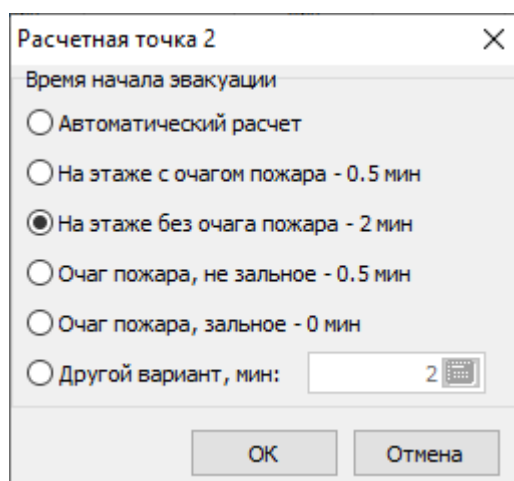 Расчетная точка 2
Время начала эвакуации
Автоматический расчет
На этаже с очагом пожара - 0.5 мин
На этаже без очага пожара - 2 мин
Очаг пожара, не зальное - 0.5 мин
Очаг пожара, зальное - 0 мин
Другой вариант, мин: 2
ОК Отмена